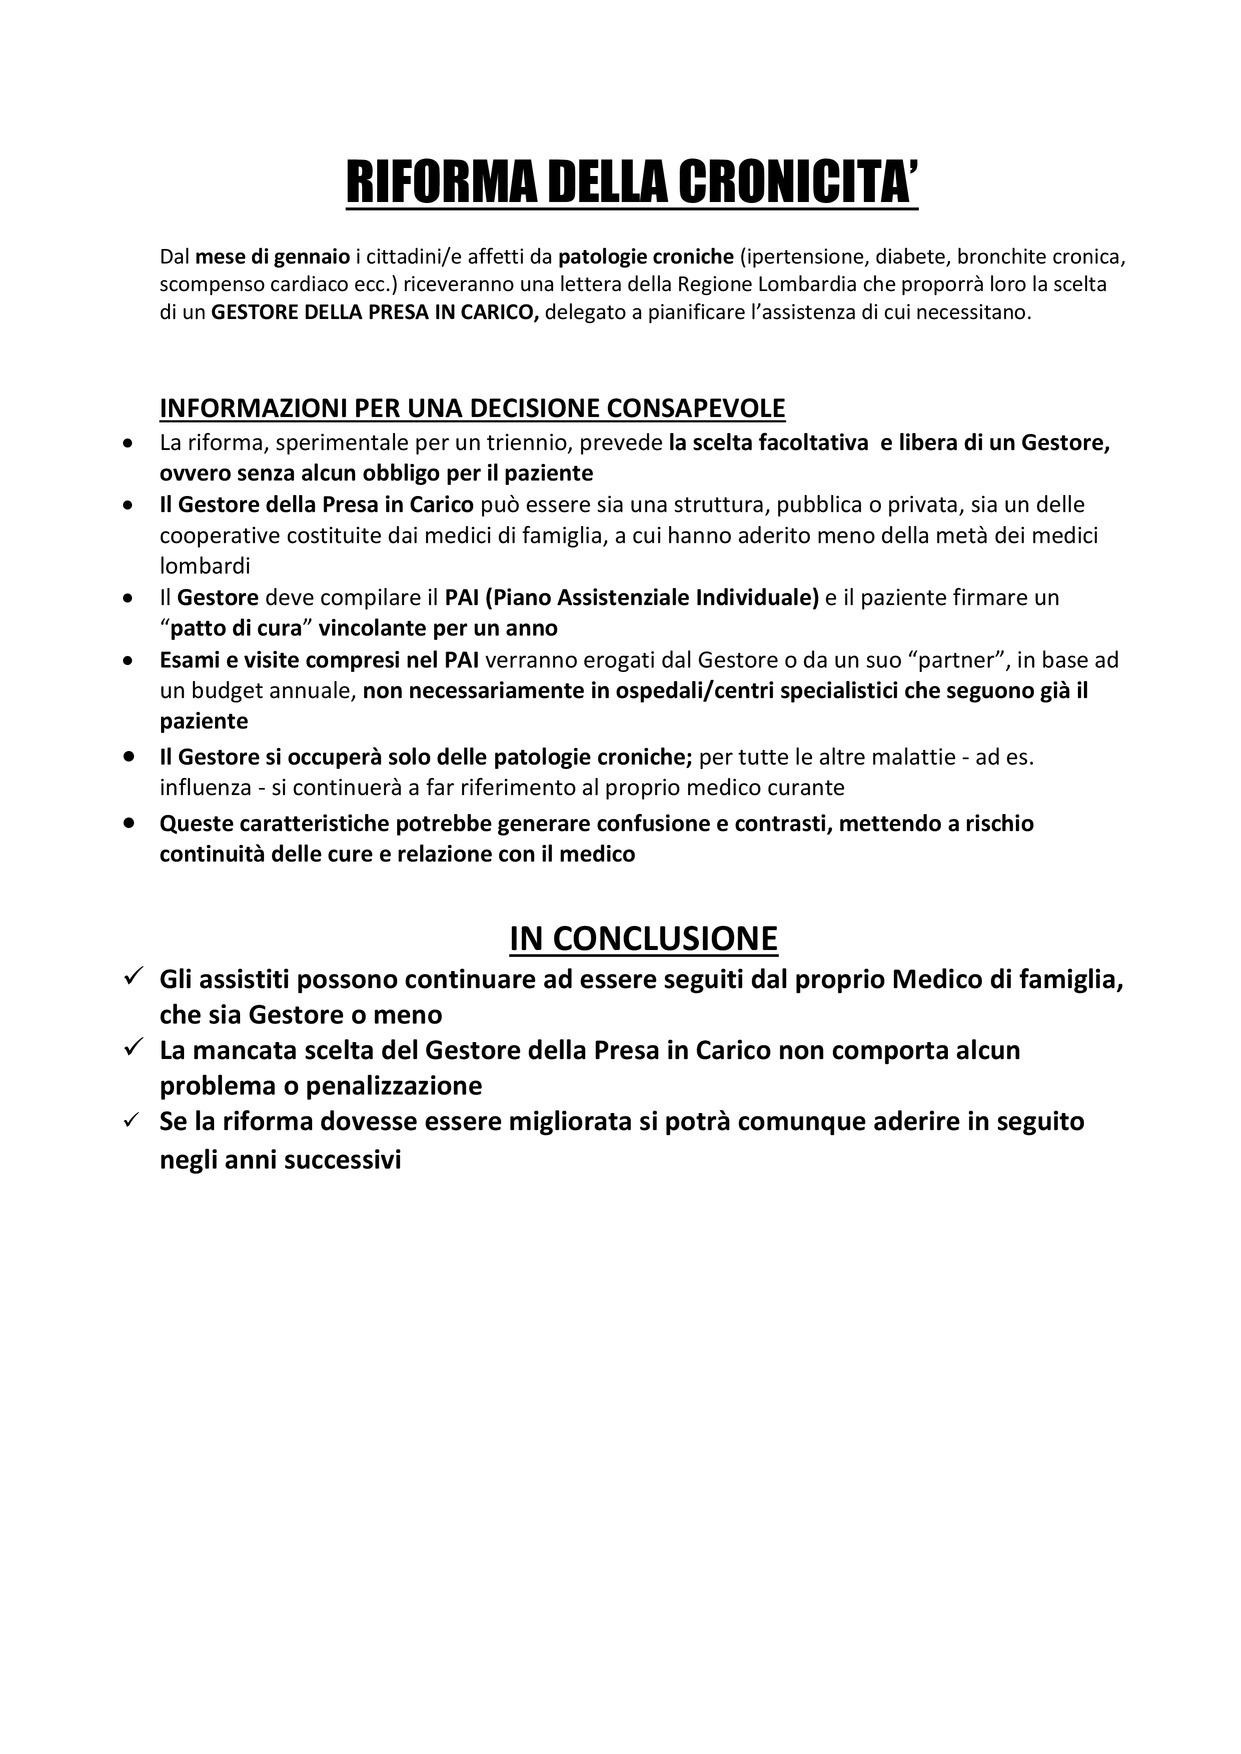 RIFORMA DELLA CRONICITA’
Dal mese di gennaio i cittadini/e affetti da patologie croniche (ipertensione, diabete, bronchite cronica,
scompenso cardiaco ecc.) riceveranno una lettera della Regione Lombardia che proporrà loro la scelta
di un GESTORE DELLA PRESA IN CARICO, delegato a pianificare l’assistenza di cui necessitano.
INFORMAZIONI PER UNA DECISIONE CONSAPEVOLE
• La riforma, sperimentale per un triennio, prevede la scelta facoltativa  e libera di un Gestore,
ovvero senza alcun obbligo per il paziente
• Il Gestore della Presa in Carico può essere sia una struttura, pubblica o privata, sia un delle
cooperative costituite dai medici di famiglia, a cui hanno aderito meno della metà dei medici
lombardi
• Il Gestore deve compilare il PAI (Piano Assistenziale Individuale) e il paziente firmare un
“patto di cura” vincolante per un anno
• Esami e visite compresi nel PAI verranno erogati dal Gestore o da un suo “partner”, in base ad
un budget annuale, non necessariamente in ospedali/centri specialistici che seguono già il
paziente
• Il Gestore si occuperà solo delle patologie croniche; per tutte le altre malattie - ad es.
influenza - si continuerà a far riferimento al proprio medico curante
• Queste caratteristiche potrebbe generare confusione e contrasti, mettendo a rischio
continuità delle cure e relazione con il medico
IN CONCLUSIONE
✓ Gli assistiti possono continuare ad essere seguiti dal proprio Medico di famiglia,
che sia Gestore o meno
✓ La mancata scelta del Gestore della Presa in Carico non comporta alcun
problema o penalizzazione
✓ Se la riforma dovesse essere migliorata si potrà comunque aderire in seguito
negli anni successivi